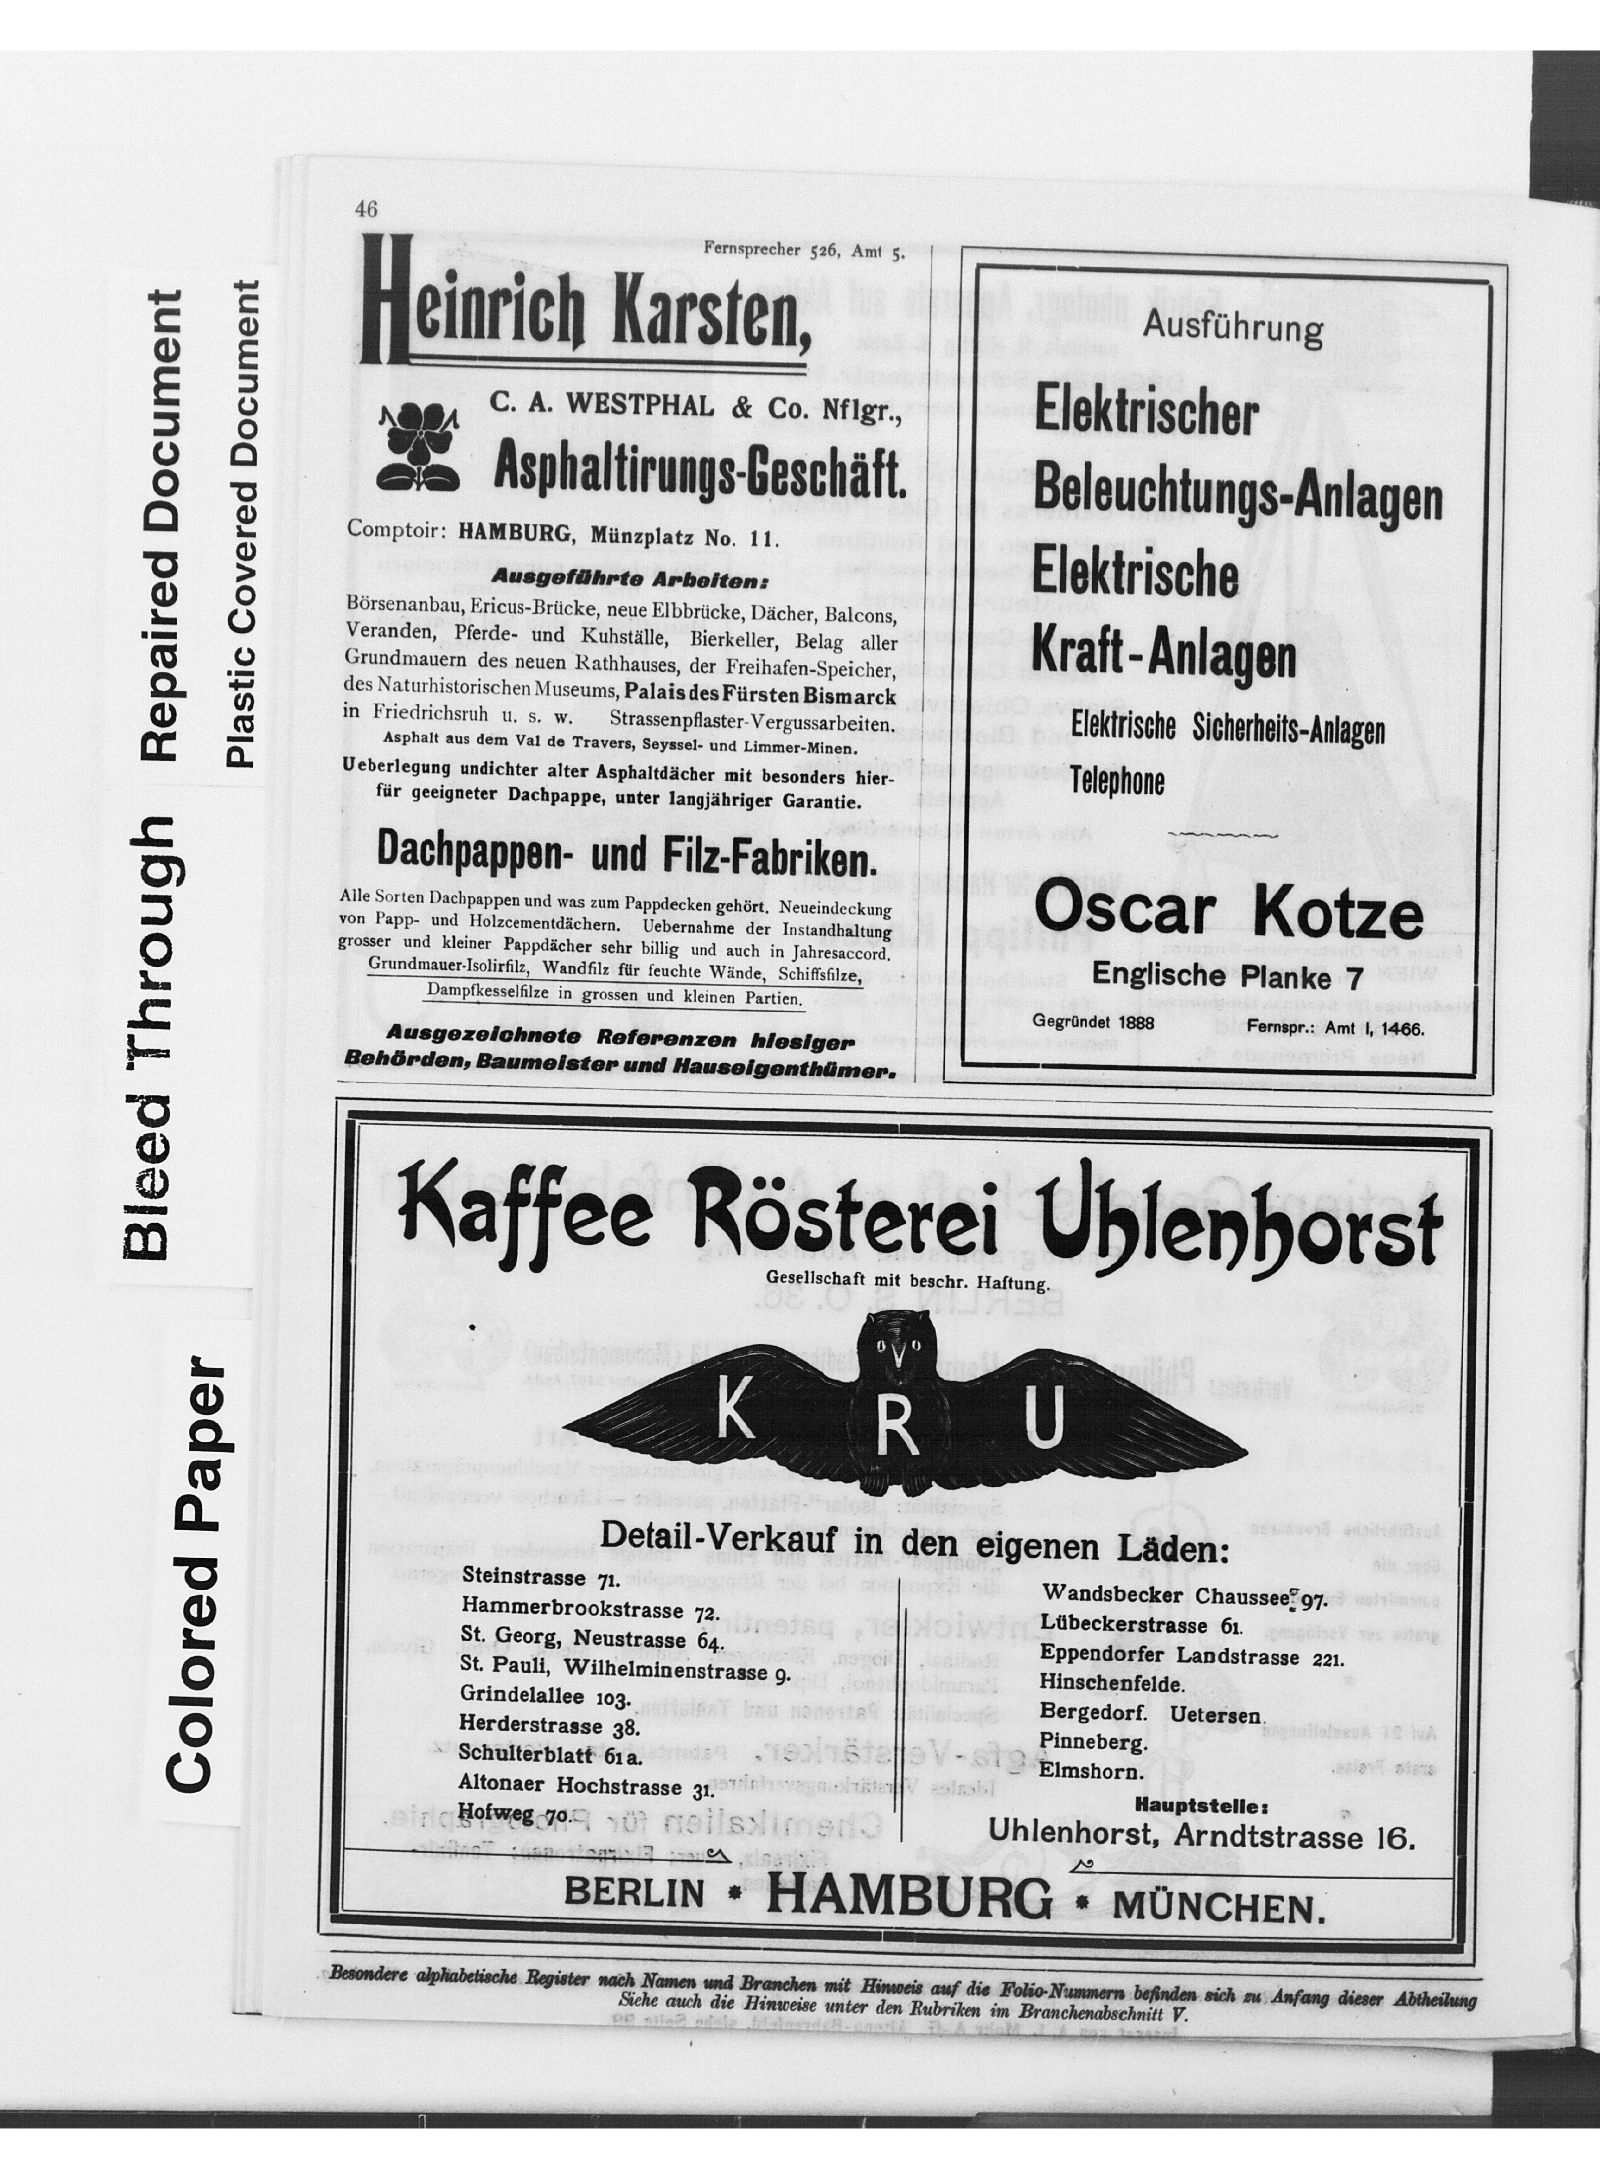 Repaired Document
Plastic Covered Document
Bleed Through
Colored Paper
46
Fernsprecher 526, Amt 5.
Heinrich Karsten,
C. A. WESTPHAL & Co. Nflgr.,
Asphaltirungs-Geschäft.
Comptoir: HAMBURG, Münzplatz No. 11.
Ausgeführte Arbeiten:
Börsenanbau, Ericus-Brücke, neue Elbbrücke, Dächer, Balcons,
Veranden, Pferde- und Kuhställe, Bierkeller, Belag aller
Grundmauern des neuen Rathhauses, der Freihafen-Speicher,
des Naturhistorischen Museums, Palais des Fürsten Bismarck
in Friedrichsruh u. s. w. Strassenpflaster-Vergussarbeiten.
Asphalt aus dem Val de Travers, Seyssel- und Limmer-Minen.
Ueberlegung undichter alter Asphaltdächer mit besonders hier-
für geeigneter Dachpappe, unter langjähriger Garantie.
Dachpappen- und Filz-Fabriken.
Alle Sorten Dachpappen und was zum Pappdecken gehört. Neueindeckung
von Papp- und Holzcementdächern. Uebernahme der Instandhaltung
grosser und kleiner Pappdächer sehr billig und auch in Jahresaccord.
Grundmauer-Isolirfilz, Wandfilz für feuchte Wände, Schiffsfilze,
Dampfkesselfilze in grossen und kleinen Partien.
Ausgezeichnete Referenzen hiesiger
Behörden, Baumeister und Hauseigenthümer.
Ausführung
Elektrischer
Beleuchtungs-Anlagen
Elektrische
Kraft-Anlagen
Elektrische Sicherheits-Anlagen
Telephone
Oscar Kotze
Englische Planke 7
Gegründet 1888 Fernspr.: Amt I, 1466.
Kaffee Rösterei Uhlenhorst
Gesellschaft mit beschr. Haftung.
K R U
Detail-Verkauf in den eigenen Läden:
Steinstrasse 71.
Hammerbrookstrasse 72.
St. Georg, Neustrasse 64.
St. Pauli, Wilhelminenstrasse 9.
Grindelallee 103.
Herderstrasse 38.
Schulterblatt 61a.
Altonaer Hochstrasse 31.
Hofweg 70.
Wandsbecker Chaussee 97.
Lübeckerstrasse 61.
Eppendorfer Landstrasse 221.
Hinschenfelde.
Bergedorf. Uetersen.
Pinneberg.
Elmshorn.
Hauptstelle:
Uhlenhorst, Arndtstrasse 16.
BERLIN * HAMBURG * MÜNCHEN.
Besondere alphabetische Register nach Namen und Branchen mit Hinweis auf die Folio-Nummern befinden sich zu Anfang dieser Abtheilung
Siehe auch die Hinweise unter den Rubriken im Branchenabschnitt V.